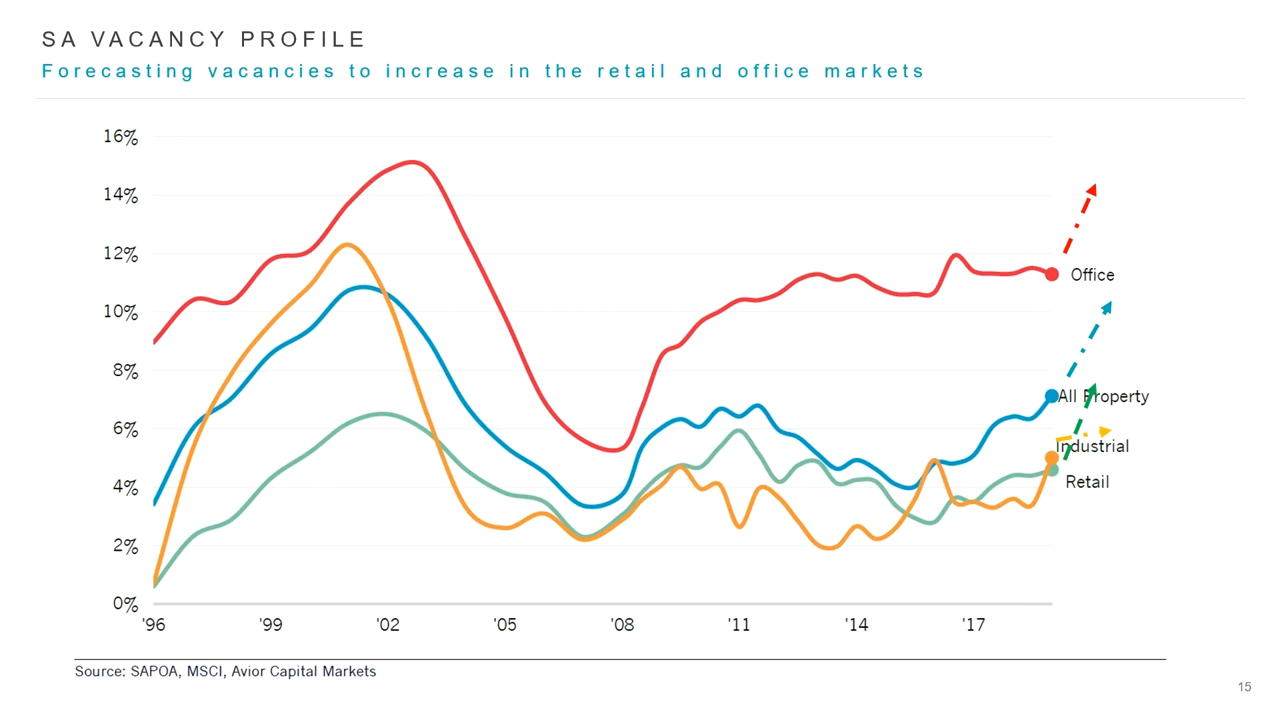 SA VACANCY PROFILE
Forecasting vacancies to increase in the retail and office markets
16%
14%
12%
10%
8%
6%
4%
2%
0%
Office
All Property
Industrial
Retail
'96 '99 '02 '05 '08 '11 '14 '17
Source: SAPOA, MSCI, Avior Capital Markets
15